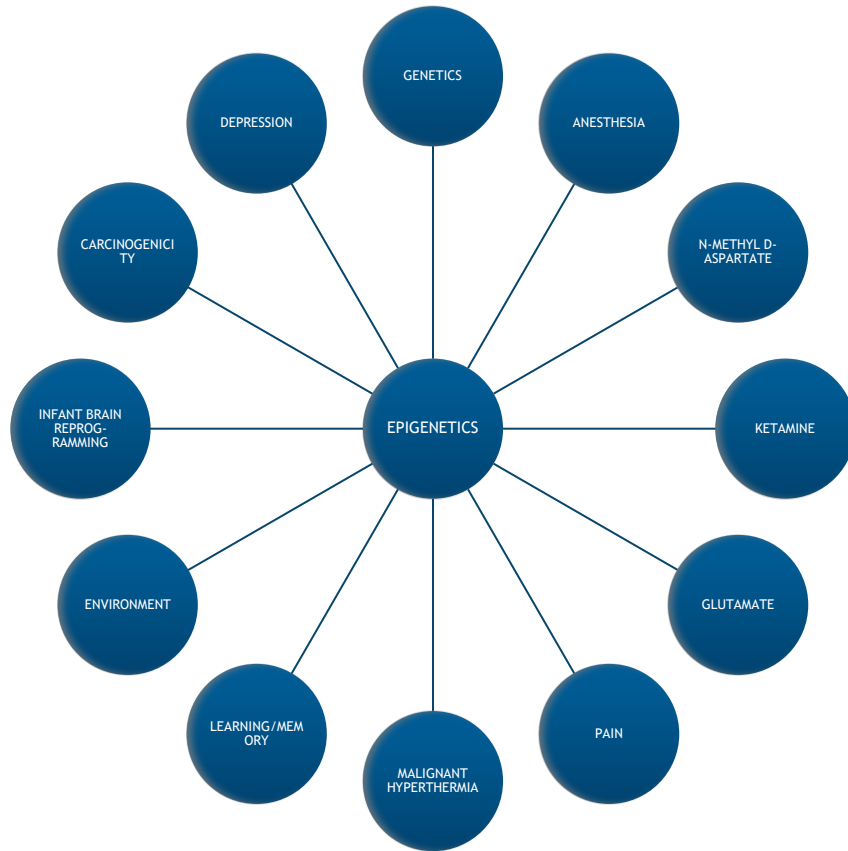 GENETICS
DEPRESSION
ANESTHESIA
CARCINOGENICI
TY
N-METHYL D-
ASPARTATE
INFANT BRAIN
REPROG-
RAMMING
EPIGENETICS
KETAMINE
ENVIRONMENT
GLUTAMATE
LEARNING/MEM
ORY
PAIN
MALIGNANT
HYPERTHERMIA